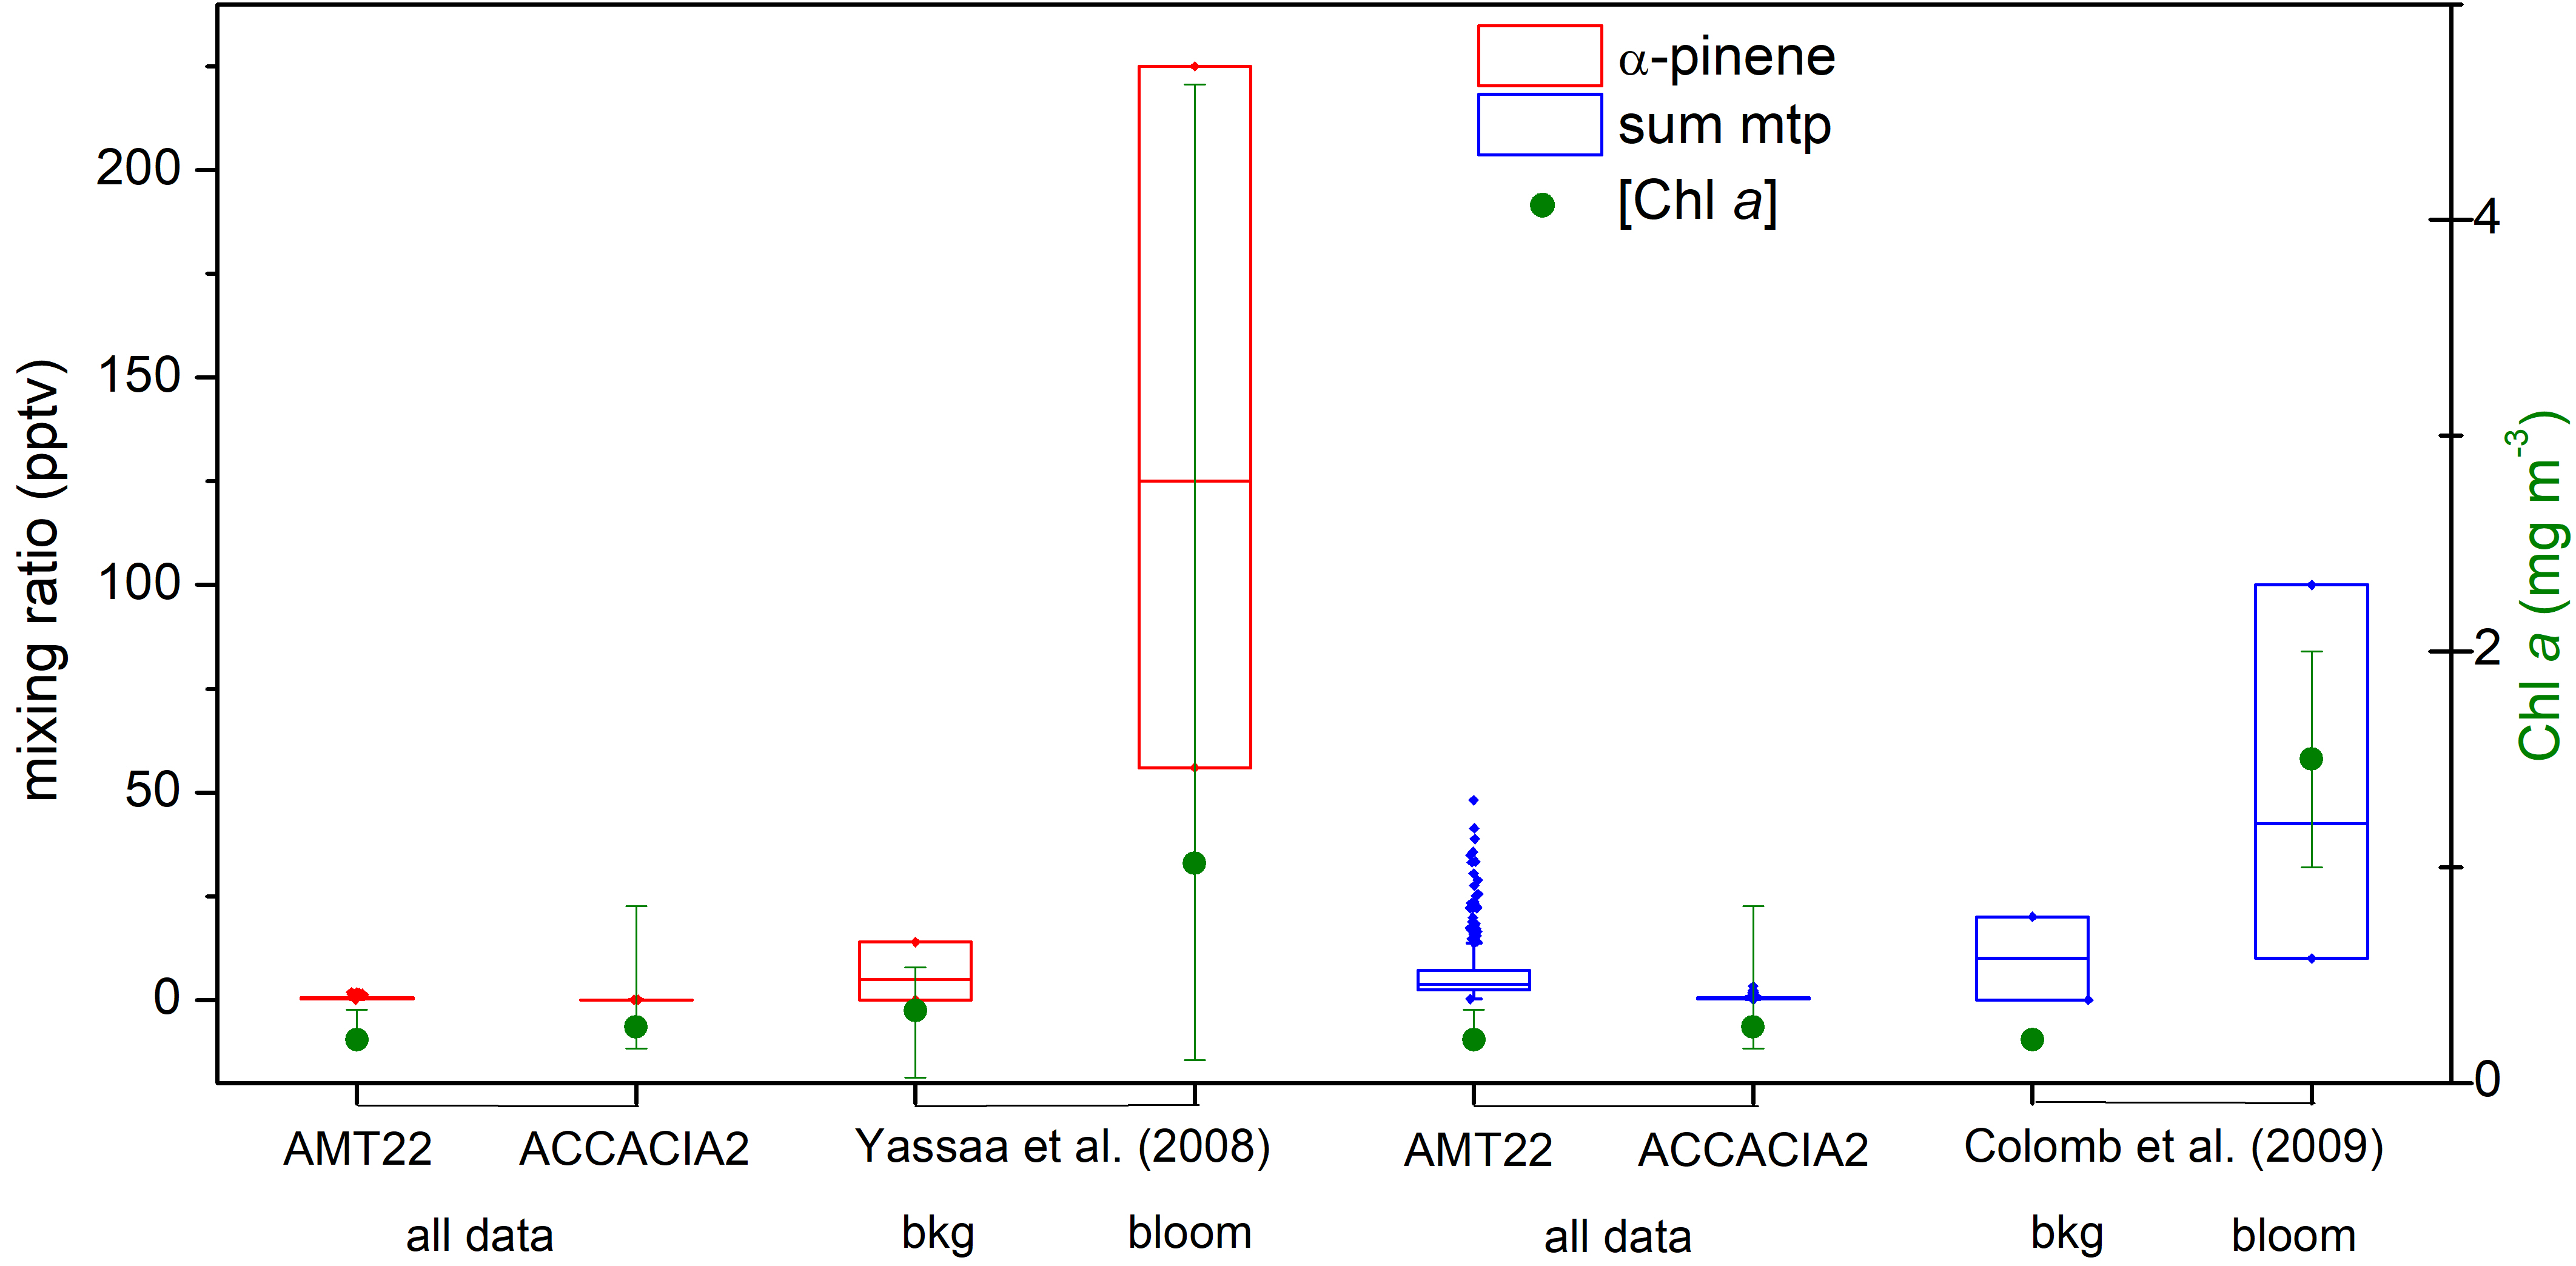 α-pinene
sum mtp
[Chl a]
mixing ratio (pptv)
200
150
100
50
0
4
2
0
Chl a (mg m-3)
AMT22
ACCACIA2
Yassaa et al. (2008)
AMT22
ACCACIA2
Colomb et al. (2009)
all data
bkg
bloom
all data
bkg
bloom